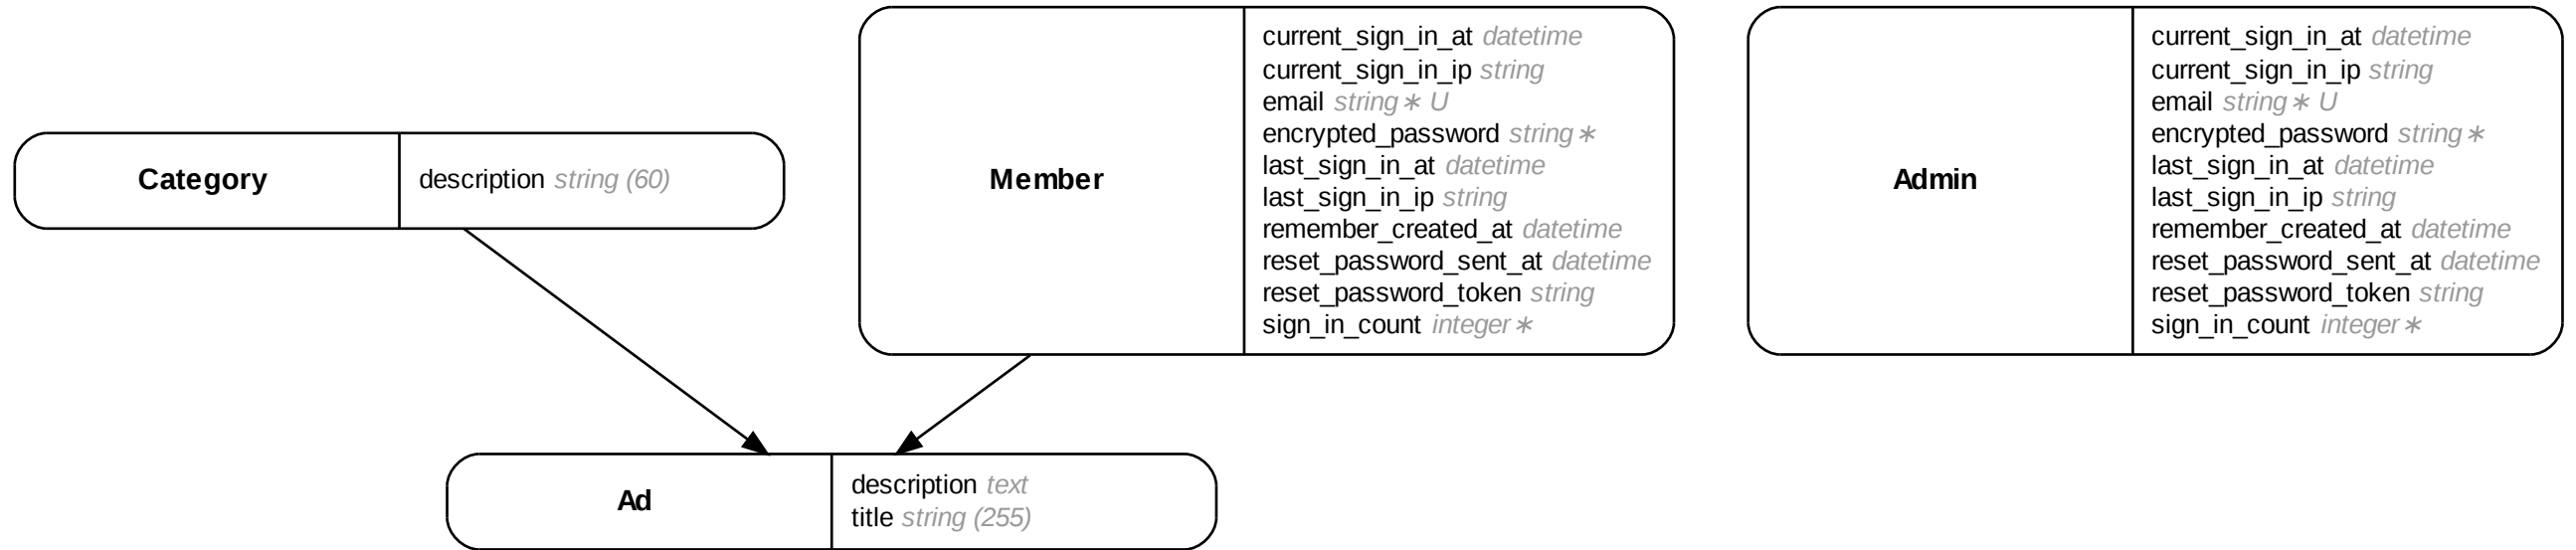 Category
description string (60)
Member
current_sign_in_at datetime
current_sign_in_ip string
email string∗ U
encrypted_password string∗
last_sign_in_at datetime
last_sign_in_ip string
remember_created_at datetime
reset_password_sent_at datetime
reset_password_token string
sign_in_count integer∗
Admin
current_sign_in_at datetime
current_sign_in_ip string
email string∗ U
encrypted_password string∗
last_sign_in_at datetime
last_sign_in_ip string
remember_created_at datetime
reset_password_sent_at datetime
reset_password_token string
sign_in_count integer∗
Ad
description text
title string (255)